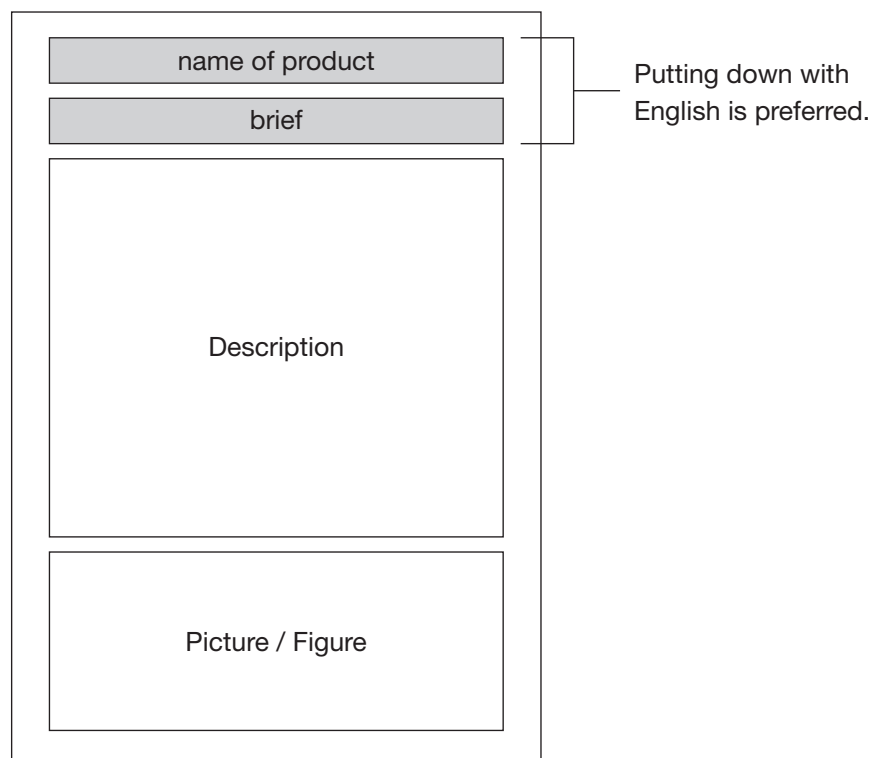 name of product
brief
Putting down with
English is preferred.
Description
Picture / Figure